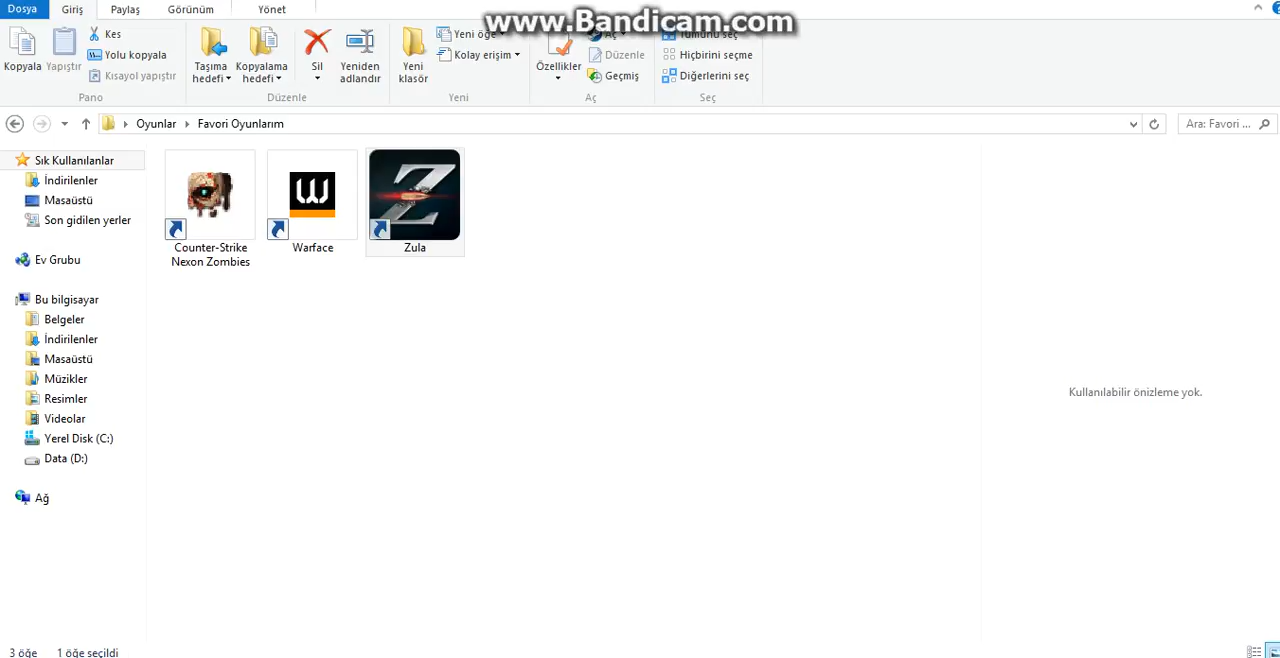 Dosya Giriş Paylaş Görünüm Yönet
www.Bandicam.com
Kopyala
Yapıştır
Kes
Yolu kopyala
Kısayol yapıştır
Pano
Taşıma
hedefi
Kopyalama
hedefi
Sil
Yeniden
adlandır
Düzenle
Yeni
klasör
Yeni öğe
Kolay erişim
Yeni
Özellikler
Aç
Düzenle
Geçmiş
Aç
Tümünü seç
Hiçbirini seçme
Diğerlerini seç
Seç
Oyunlar Favori Oyunlarım
Ara: Favori ...
Sık Kullanılanlar
İndirilenler
Masaüstü
Son gidilen yerler
Ev Grubu
Bu bilgisayar
Belgeler
İndirilenler
Masaüstü
Müzikler
Resimler
Videolar
Yerel Disk (C:)
Data (D:)
Ağ
Counter-Strike
Nexon Zombies
W
Warface
Z
Zula
Kullanılabilir önizleme yok.
3 öğe 1 öğe seçildi